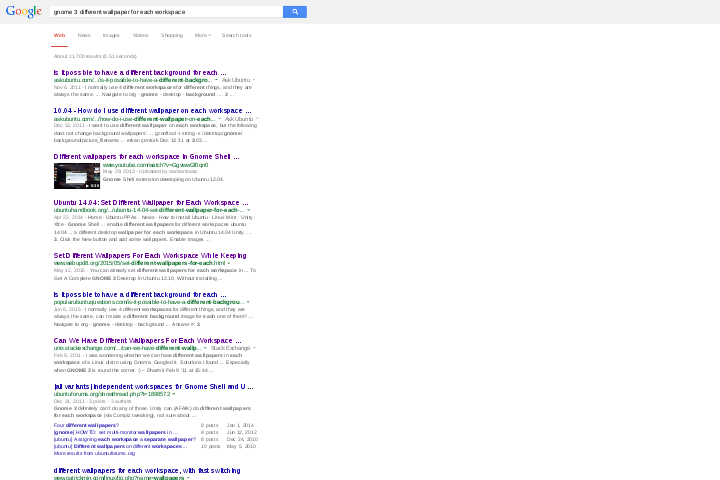 Google gnome 3 different wallpaper for each workspace
Web News Images Videos Shopping More Search tools
About 11,700 results (0.51 seconds)
Is it possible to have a different background for each ...
askubuntu.com/.../is-it-possible-to-have-a-different-backgro... Ask Ubuntu
Nov 6, 2011 - I normally use 4 different workspaces for different things, and they are
always the same, ... Navigate to org - gnome - desktop - background ... 3 ...
10.04 - How do I use different wallpaper on each workspace ...
askubuntu.com/.../how-do-i-use-different-wallpaper-on-each... Ask Ubuntu
Dec 12, 2011 - I want to use different wallpaper on each workspace, but the following
does not change background wallpapers: ... gconftool -t string -s /desktop/gnome/
background/picture_filename ...
Different wallpapers for each workspace in Gnome Shell ...
www.youtube.com/watch?v=
May 29, 2013 - Uploaded by
Gnome Shell extension developing on Ubuntu 12.04.
Ubuntu 14.04: Set Different Wallpaper for Each Workspace ...
ubuntuhandbook.org/.../ubuntu-14-04-set-different-wallpaper-for-each-...
Apr 23, 2014 - Home · Ubuntu PPAs · News · How to Install Ubuntu · Linux Mint · Unity ·
Xfce · Gnome Shell ... enable different wallpapers for different workspaces ubuntu
14.04 ... a different desktop wallpaper for each workspace in Ubuntu 14.04 Unity. ...
3. Click the New button and add some wallpapers. Enable Images ...
Set Different Wallpapers For Each Workspace While Keeping
www.webupd8.org/2015/05/set-different-wallpapers-for-each.html
May 12, 2015 - You can already set different wallpapers for each workspace in ... To
Get A Complete GNOME 3 Desktop in Ubuntu 12.10, Without Installing ...
Is it possible to have a different background for each ...
popularubuntuquestions.com/is-it-possible-to-have-a-different-backgrou...
Jun 6, 2015 - I normally use 4 different workspaces for different things, and they are
always the same, can i make a different background image for each one of them? ...
Navigate to org - gnome - desktop - background ... Answer #: 3
Can We Have Different Wallpapers For Each Workspace ...
unix.stackexchange.com/.../can-we-have-different-wallp... Stack Exchange
Feb 9, 2011 - I was wondering whether we can have different wallpapers in each
workspace of a Linux distro using Gnome. Googled it. Solutions I found ... Especially
when GNOME 3 is round the corner. :) – Dharmit Feb 9 '11 at 15:44 ...
[all variants] Independent workspaces for Gnome Shell and U ...
ubuntuforums.org/showthread.php?t=1898572
Dec 21, 2011 - 3 posts - 3 authors
Gnome 3 definitely can't do any of those. Unity can (AFAIK) do different wallpapers
for each workspace (via Compiz tweaking), not sure about ...
Four different wallpapers? 8 posts Jan 1, 2014
[gnome] HOWTO: set multi-monitor wallpapers in ... 9 posts Jun 12, 2012
[ubuntu] Assigning each workspace a separate wallpaper? 8 posts Dec 24, 2010
[ubuntu] Different wallpapers on different workspaces... 10 posts May 5, 2010
More results from ubuntuforums.org
different wallpapers for each workspace, with fast switching